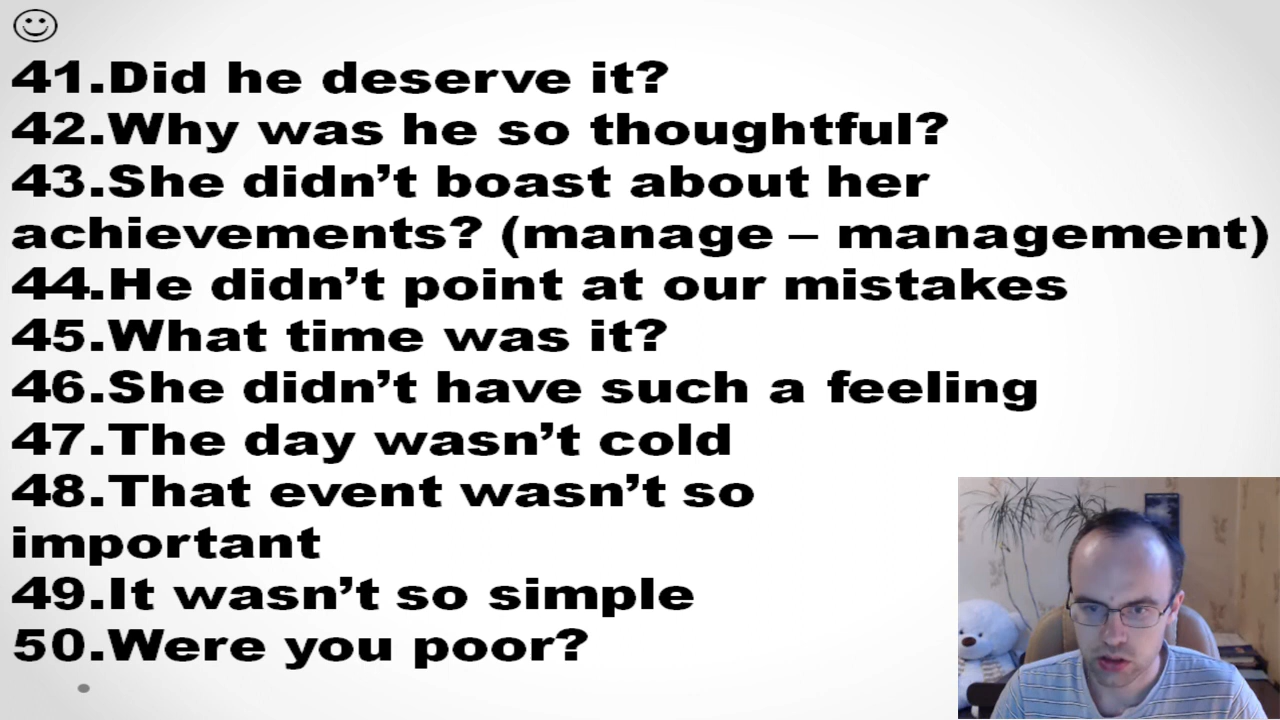 41.Did he deserve it?
42.Why was he so thoughtful?
43.She didn’t boast about her
achievements? (manage – management)
44.He didn’t point at our mistakes
45.What time was it?
46.She didn’t have such a feeling
47.The day wasn’t cold
48.That event wasn’t so
important
49.It wasn’t so simple
50.Were you poor?